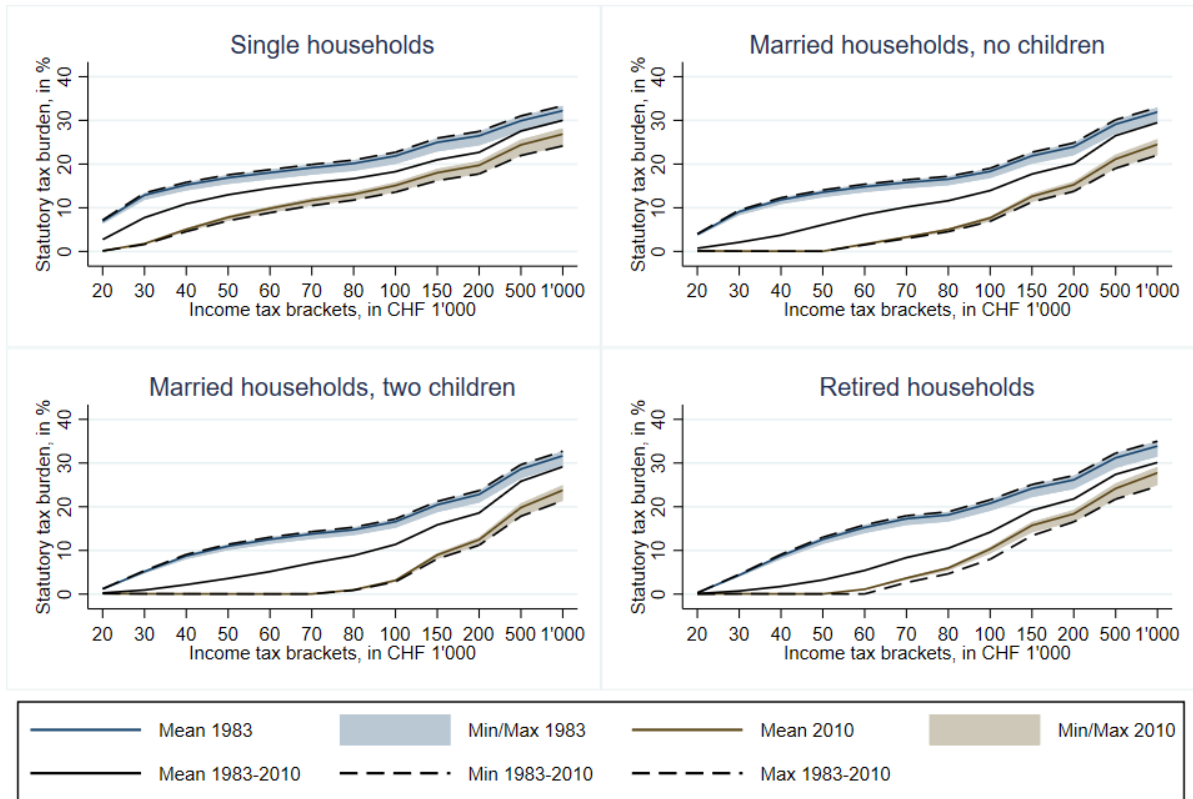 Single households
Statutory tax burden, in %
40
30
20
10
0
20 30 40 50 60 70 80 100 150 200 500 1'000
Income tax brackets, in CHF 1'000
Married households, no children
Statutory tax burden, in %
40
30
20
10
0
20 30 40 50 60 70 80 100 150 200 500 1'000
Income tax brackets, in CHF 1'000
Married households, two children
Statutory tax burden, in %
40
30
20
10
0
20 30 40 50 60 70 80 100 150 200 500 1'000
Income tax brackets, in CHF 1'000
Retired households
Statutory tax burden, in %
40
30
20
10
0
20 30 40 50 60 70 80 100 150 200 500 1'000
Income tax brackets, in CHF 1'000
Mean 1983 Min/Max 1983 Mean 2010 Min/Max 2010
Mean 1983-2010 Min 1983-2010 Max 1983-2010